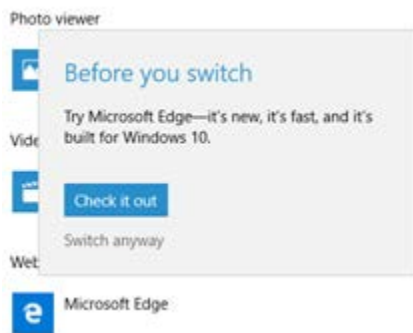 Photo viewer
Before you switch
Try Microsoft Edge—it's new, it's fast, and it's
built for Windows 10.
Vide
Check it out
Switch anyway
Web
Microsoft Edge